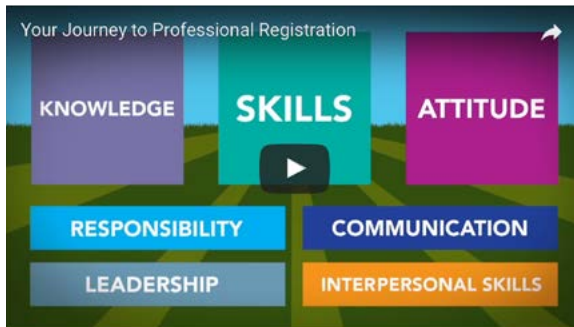 Your Journey to Professional Registration
KNOWLEDGE
SKILLS
ATTITUDE
RESPONSIBILITY
COMMUNICATION
LEADERSHIP
INTERPERSONAL SKILLS